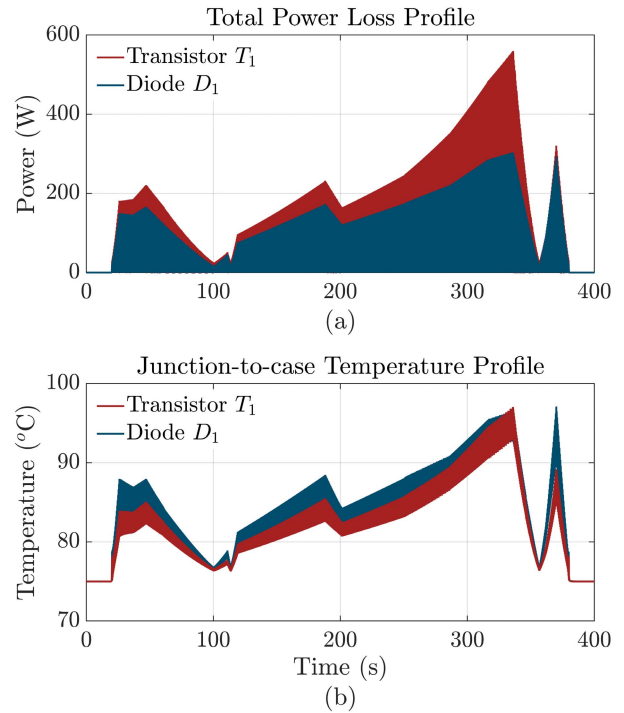 Total Power Loss Profile
600
400
200
0
Power (W)
Transistor T₁
Diode D₁
0 100 200 300 400
(a)
Junction-to-case Temperature Profile
100
90
80
70
Temperature (°C)
Transistor T₁
Diode D₁
0 100 200 300 400
Time (s)
(b)